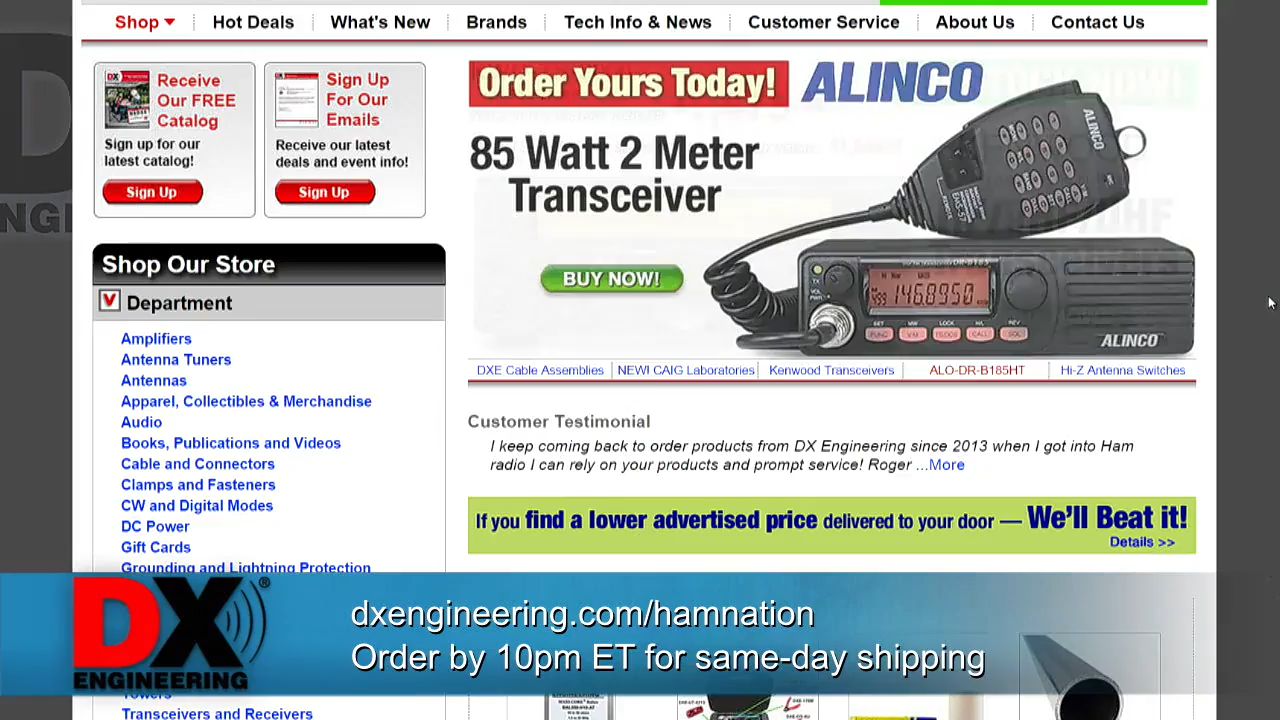 Shop
Hot Deals
What's New
Brands
Tech Info & News
Customer Service
About Us
Contact Us
DX
Receive
Our FREE
Catalog
Sign up for our
latest catalog!
Sign Up
Sign Up
For Our
Emails
Receive our latest
deals and event info!
Sign Up
Order Yours Today!
ALINCO
85 Watt 2 Meter
Transceiver
BUY NOW!
ALINCO
ALINCO
DXE Cable Assemblies
NEW! CAIG Laboratories
Kenwood Transceivers
ALO-DR-B185HT
Hi-Z Antenna Switches
Shop Our Store
Department
Amplifiers
Antenna Tuners
Antennas
Apparel, Collectibles & Merchandise
Audio
Books, Publications and Videos
Cable and Connectors
Clamps and Fasteners
CW and Digital Modes
DC Power
Gift Cards
Grounding and Lightning Protection
Customer Testimonial
I keep coming back to order products from DX Engineering since 2013 when I got into Ham
radio I can rely on your products and prompt service! Roger ...More
If you find a lower advertised price delivered to your door — We'll Beat it!
Details >>
DX
ENGINEERING
®
dxengineering.com/hamnation
Order by 10pm ET for same-day shipping
Towers
Transceivers and Receivers